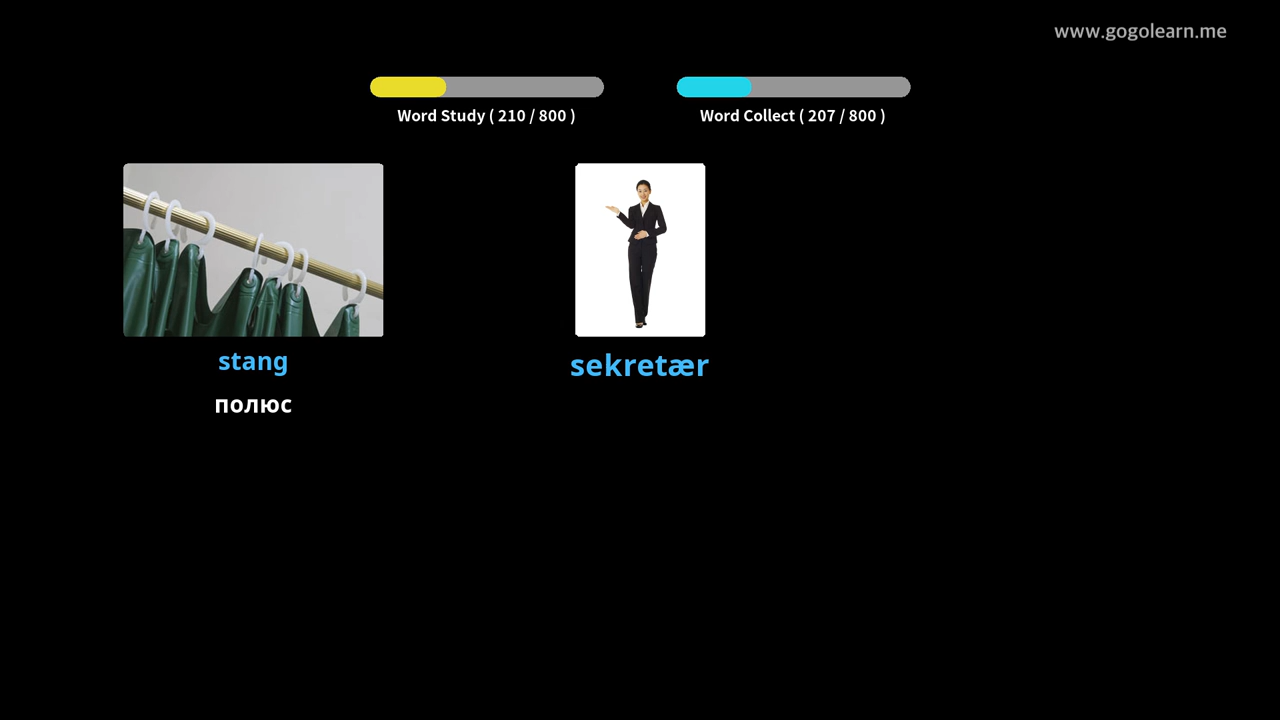 www.gogolearn.me
Word Study ( 210 / 800 )
Word Collect ( 207 / 800 )
stang
полюс
sekretær